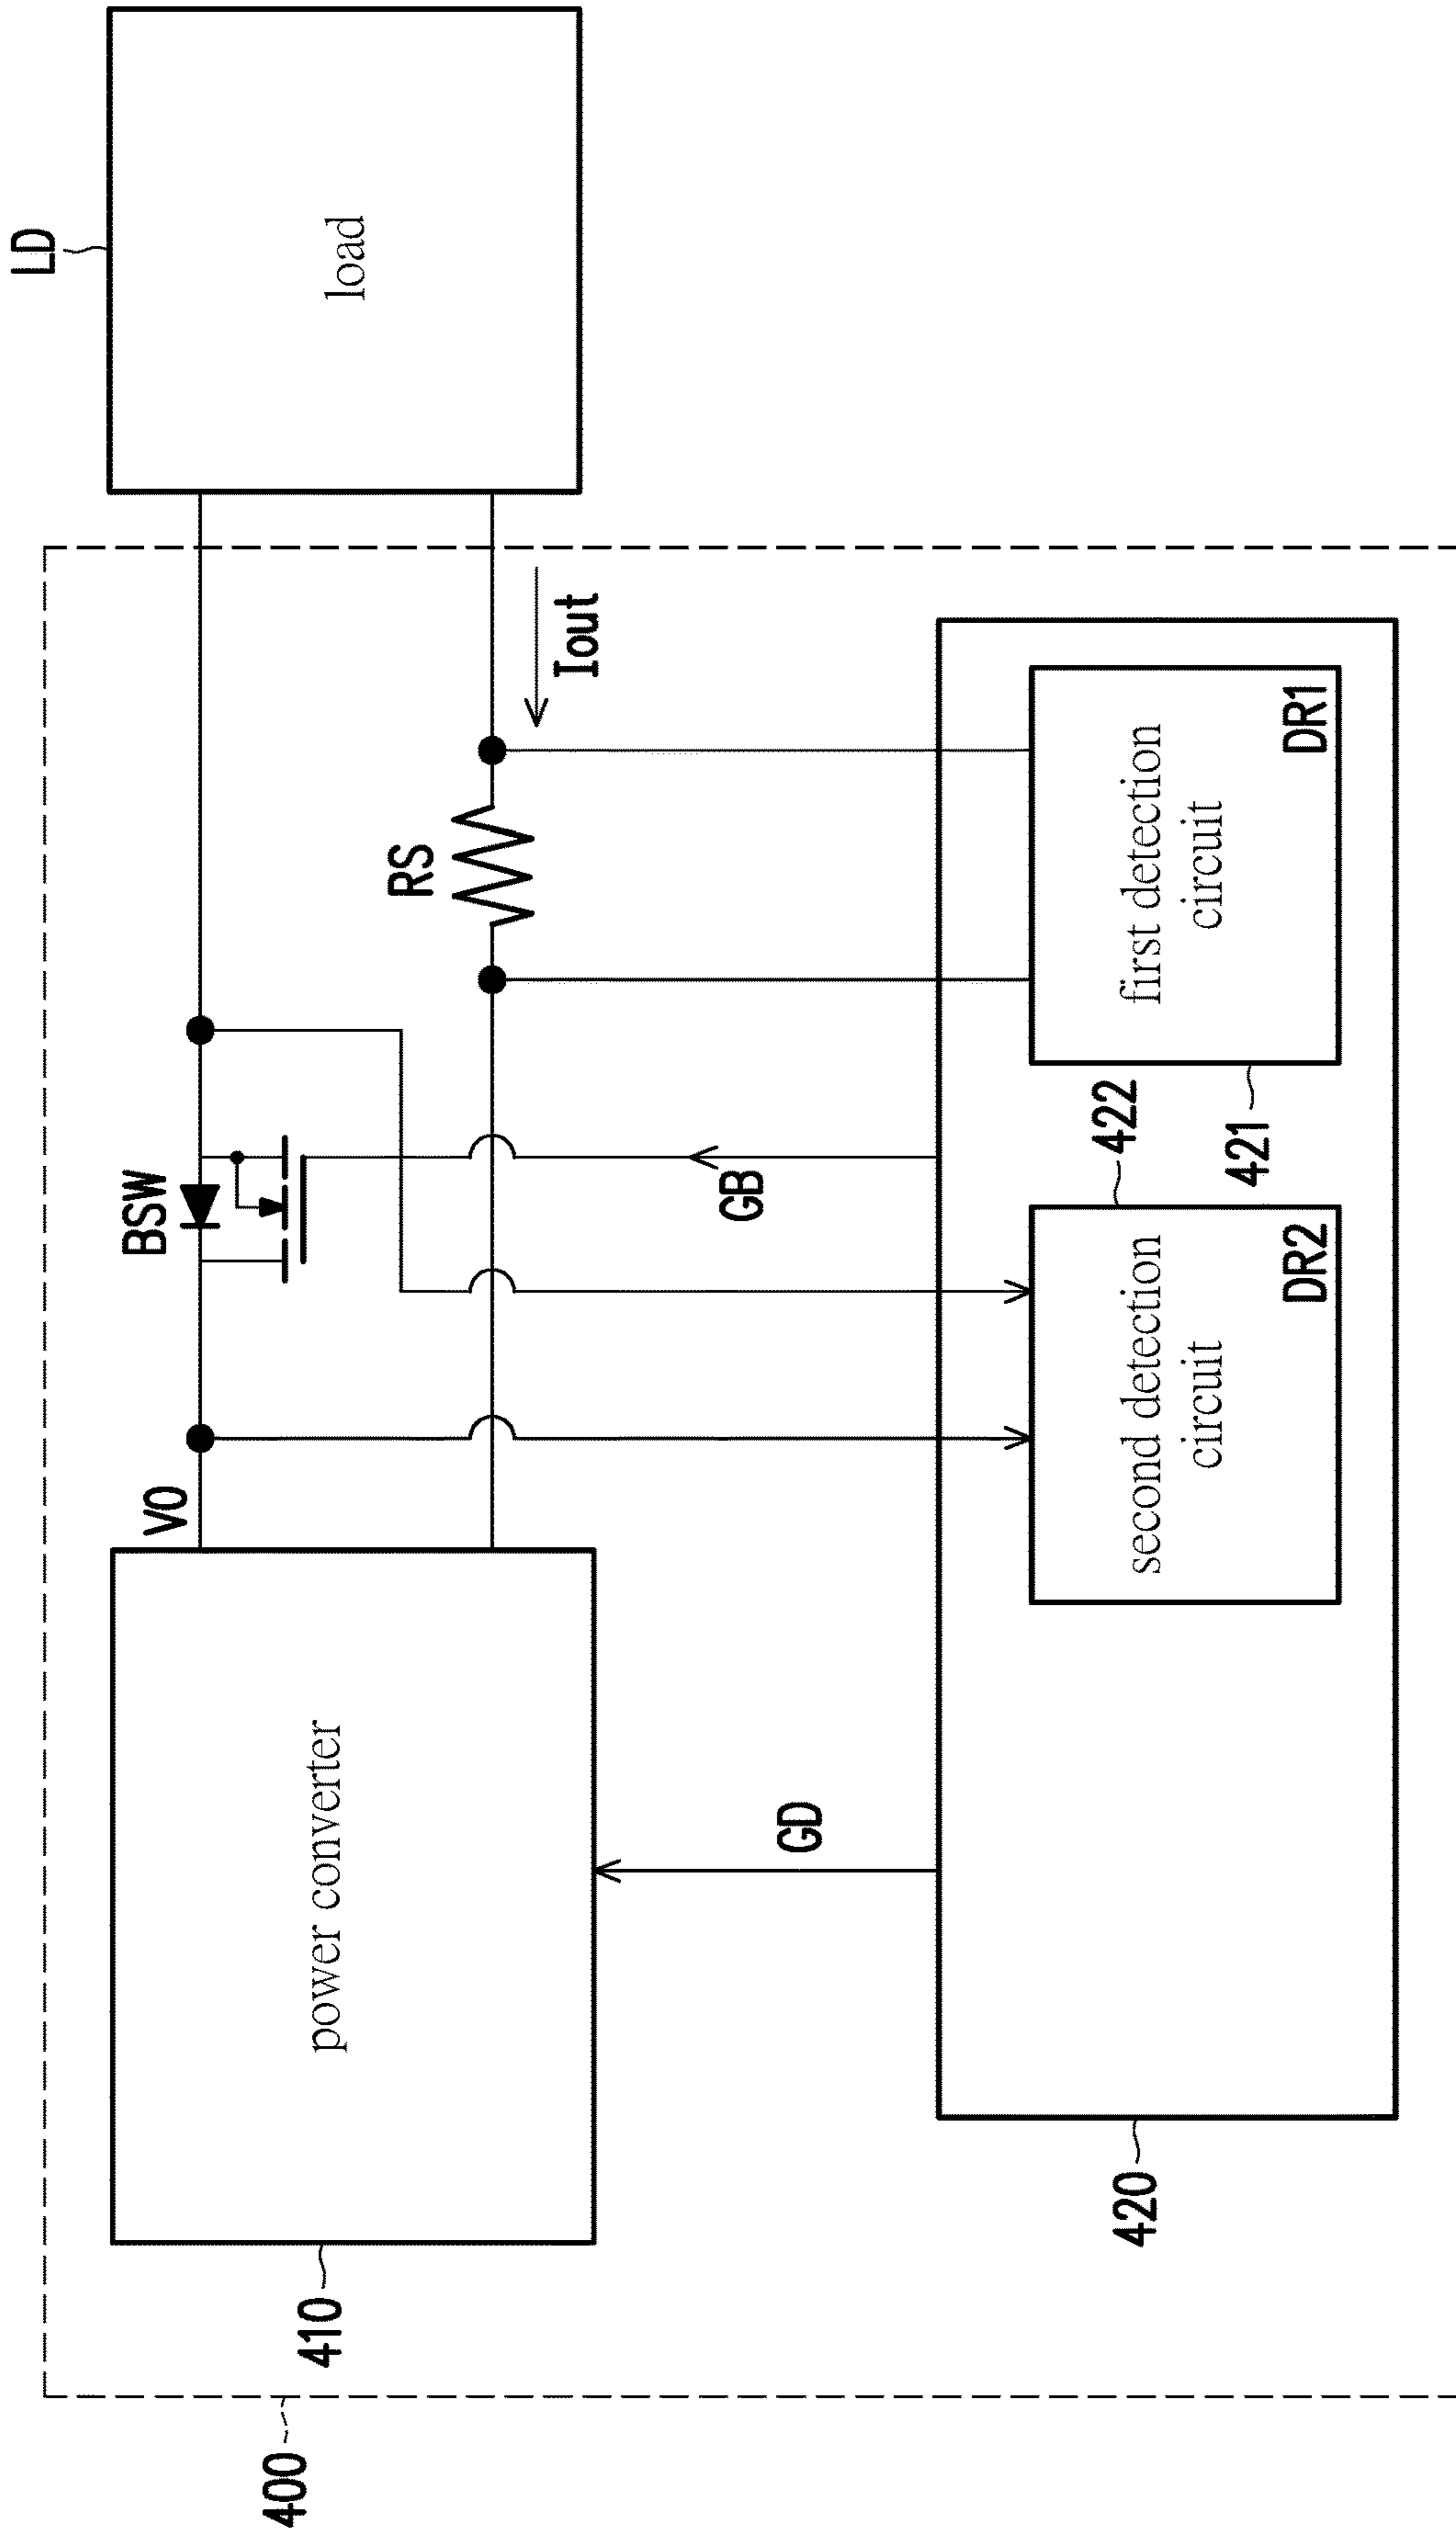 400
410
power converter
VO
BSW
RS
Iout
LD
load
GD
GB
420
second detection
circuit
DR2
422
first detection
circuit
DR1
421